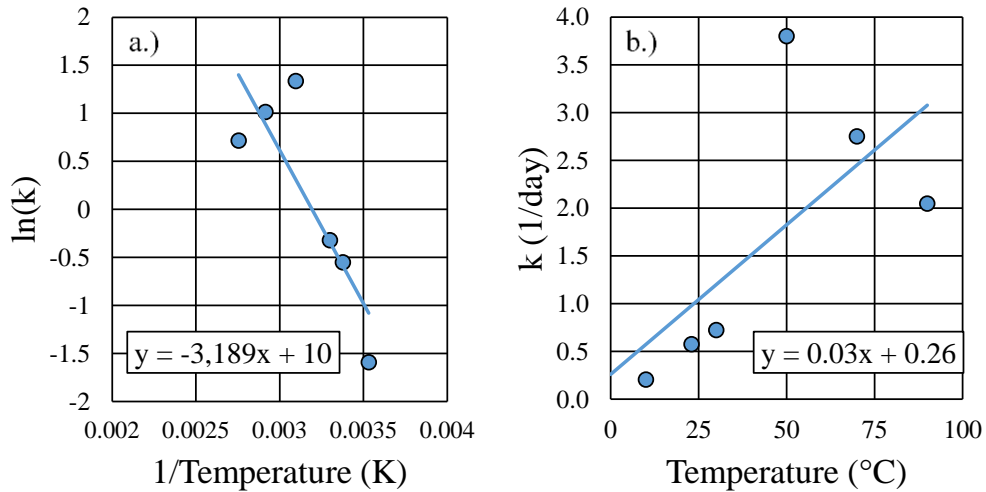 a.)
ln(k)
2
1.5
1
0.5
0
-0.5
-1
-1.5
-2
y = -3,189x + 10
0.002 0.0025 0.003 0.0035 0.004
1/Temperature (K)
b.)
k (1/day)
4.0
3.5
3.0
2.5
2.0
1.5
1.0
0.5
0.0
y = 0.03x + 0.26
0 25 50 75 100
Temperature (°C)